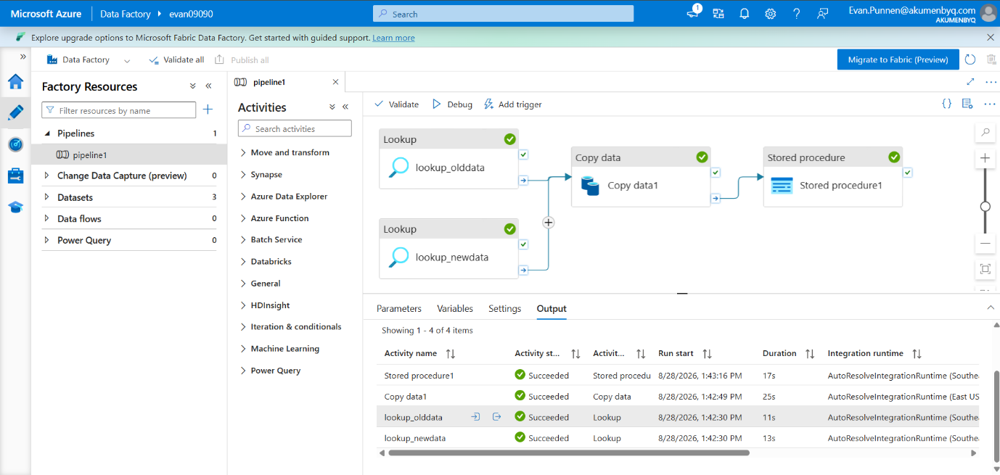 Microsoft Azure Data Factory evan09090 Search 1 Evan.Punnen@akumenbyq.com
AKUMENBYQ
Explore upgrade options to Microsoft Fabric Data Factory. Get started with guided support. Learn more
Data Factory Validate all Publish all Migrate to Fabric (Preview)
Factory Resources
Filter resources by name
Pipelines 1
pipeline1
Change Data Capture (preview) 0
Datasets 3
Data flows 0
Power Query 0
pipeline1
Activities
Search activities
Move and transform
Synapse
Azure Data Explorer
Azure Function
Batch Service
Databricks
General
HDInsight
Iteration & conditionals
Machine Learning
Power Query
Validate Debug Add trigger
Lookup
lookup_olddata
Lookup
lookup_newdata
Copy data
Copy data1
Stored procedure
Stored procedure1
Parameters Variables Settings Output
Showing 1 - 4 of 4 items
Activity name Activity st... Activit... Run start Duration Integration runtime
Stored procedure1 Succeeded Stored procedu 8/28/2026, 1:43:16 PM 17s AutoResolveIntegrationRuntime (Southe
Copy data1 Succeeded Copy data 8/28/2026, 1:42:49 PM 25s AutoResolveIntegrationRuntime (East US
lookup_olddata Succeeded Lookup 8/28/2026, 1:42:30 PM 11s AutoResolveIntegrationRuntime (Southe
lookup_newdata Succeeded Lookup 8/28/2026, 1:42:30 PM 13s AutoResolveIntegrationRuntime (Southe